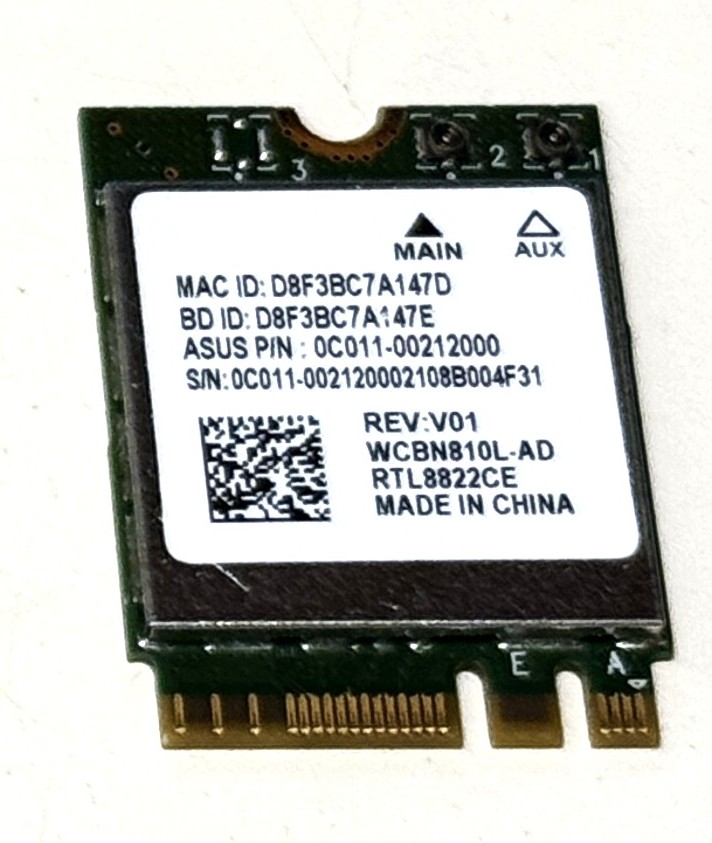 3
2
1
MAIN
AUX
MAC ID: D8F3BC7A147D
BD ID: D8F3BC7A147E
ASUS P/N : 0C011-00212000
S/N:0C011-002120002108B004F31
REV:V01
WCBN810L-AD
RTL8822CE
MADE IN CHINA
E
A